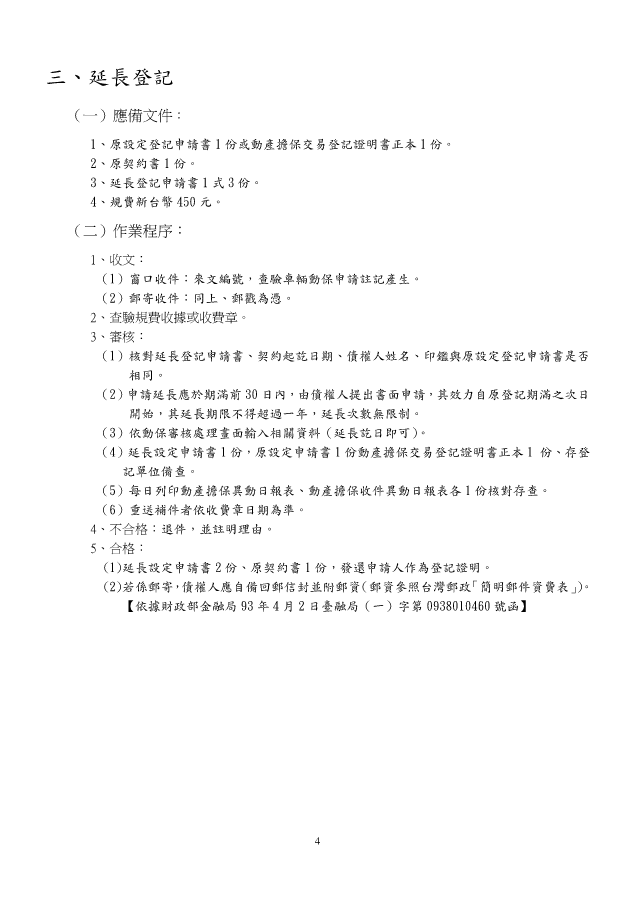 三、延長登記
（一）應備文件：
1、原設定登記申請書 1 份或動產擔保交易登記證明書正本 1 份。
2、原契約書 1 份。
3、延長登記申請書 1 式 3 份。
4、規費新台幣 450 元。
（二）作業程序：
1、收文：
（1）窗口收件：來文編號，查驗車輛動保申請註記產生。
（2）郵寄收件：同上、郵戳為憑。
2、查驗規費收據或收費章。
3、審核：
（1）核對延長登記申請書、契約起訖日期、債權人姓名、印鑑與原設定登記申請書是否
相同。
（2）申請延長應於期滿前 30 日內，由債權人提出書面申請，其效力自原登記期滿之次日
開始，其延長期限不得超過一年，延長次數無限制。
（3）依動保審核處理畫面輸入相關資料（延長訖日即可）。
（4）延長設定申請書 1 份，原設定申請書 1 份動產擔保交易登記證明書正本 1 份、存登
記單位備查。
（5）每日列印動產擔保異動日報表、動產擔保收件異動日報表各 1 份核對存查。
（6）重送補件者依收費章日期為準。
4、不合格：退件，並註明理由。
5、合格：
(1)延長設定申請書 2 份、原契約書 1 份，發還申請人作為登記證明。
(2)若係郵寄，債權人應自備回郵信封並附郵資（郵資參照台灣郵政「簡明郵件資費表」）。
【依據財政部金融局 93 年 4 月 2 日臺融局（一）字第 0938010460 號函】
4